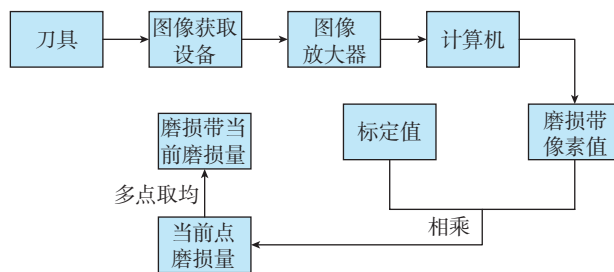 刀具
图像获取
设备
图像
放大器
计算机
磨损带
像素值
标定值
相乘
当前点
磨损量
多点取均
磨损带当
前磨损量